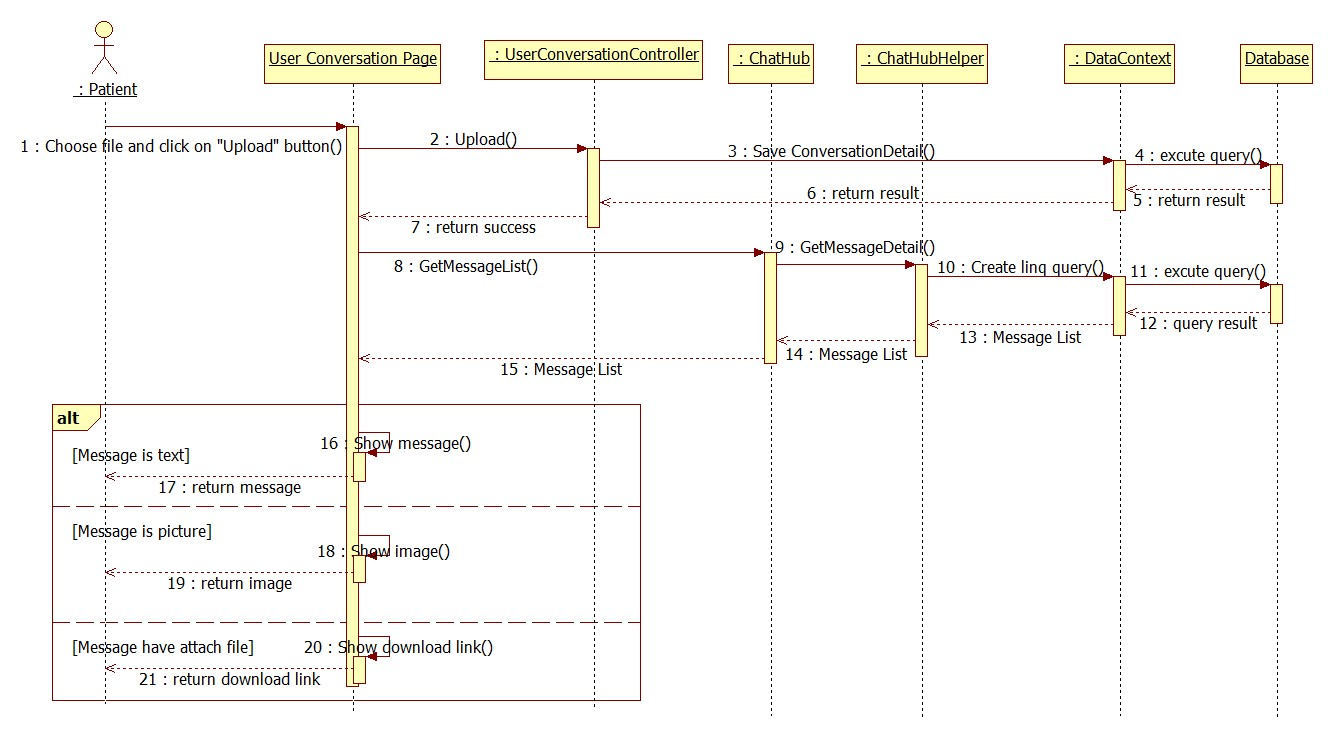 : Patient
User Conversation Page
: UserConversationController
: ChatHub
: ChatHubHelper
: DataContext
Database
1 : Choose file and click on "Upload" button()
2 : Upload()
3 : Save ConversationDetail()
4 : excute query()
5 : return result
6 : return result
7 : return success
8 : GetMessageList()
9 : GetMessageDetail()
10 : Create linq query()
11 : excute query()
12 : query result
13 : Message List
14 : Message List
15 : Message List
alt
16 : Show message()
[Message is text]
17 : return message
[Message is picture]
18 : Show image()
19 : return image
[Message have attach file]
20 : Show download link()
21 : return download link